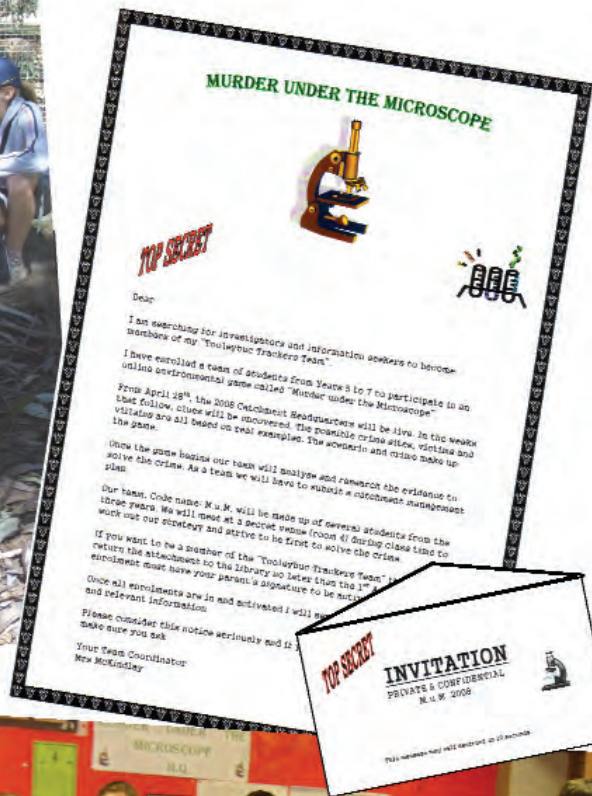 MURDER UNDER THE MICROSCOPE
TOP SECRET
Dear
I am searching for investigators and information seekers to become
members of my "Tooleybuc Trackers Team".
I have enrolled a team of students from Years 5 to 7 to participate in an
online environmental game called "Murder under the Microscope"
From April 28th, the 2008 Catchment Headquarters will be live. In the weeks
that follow, clues will be uncovered. The possible crime sites, victims and
villains are all based on real examples. The scenario and crime make up
the game.
Once the game begins our team will analyse and research the evidence to
solve the crime. As a team we will have to submit a catchment management
plan
Our team, Code name: M.u.M. will be made up of several students from the
three years. We will meet at a secret venue (room 4) during class time to
work out our strategy and strive to be first to solve the crime.
If you want to be a member of the "Tooleybuc Trackers Team"
return the attachment to the library no later than the 1st
enrolment must have your parent's signature to be
Once all enrolments are in and activated I will
and relevant information
Please consider this notice seriously and if
make sure you ask
Your Team Coordinator
Mrs McKindlay
TOP SECRET
INVITATION
PRIVATE & CONFIDENTIAL
M.u.M. 2008
This message will self destruct in 10 seconds
UNDER THE
MICROSCOPE
H.Q.